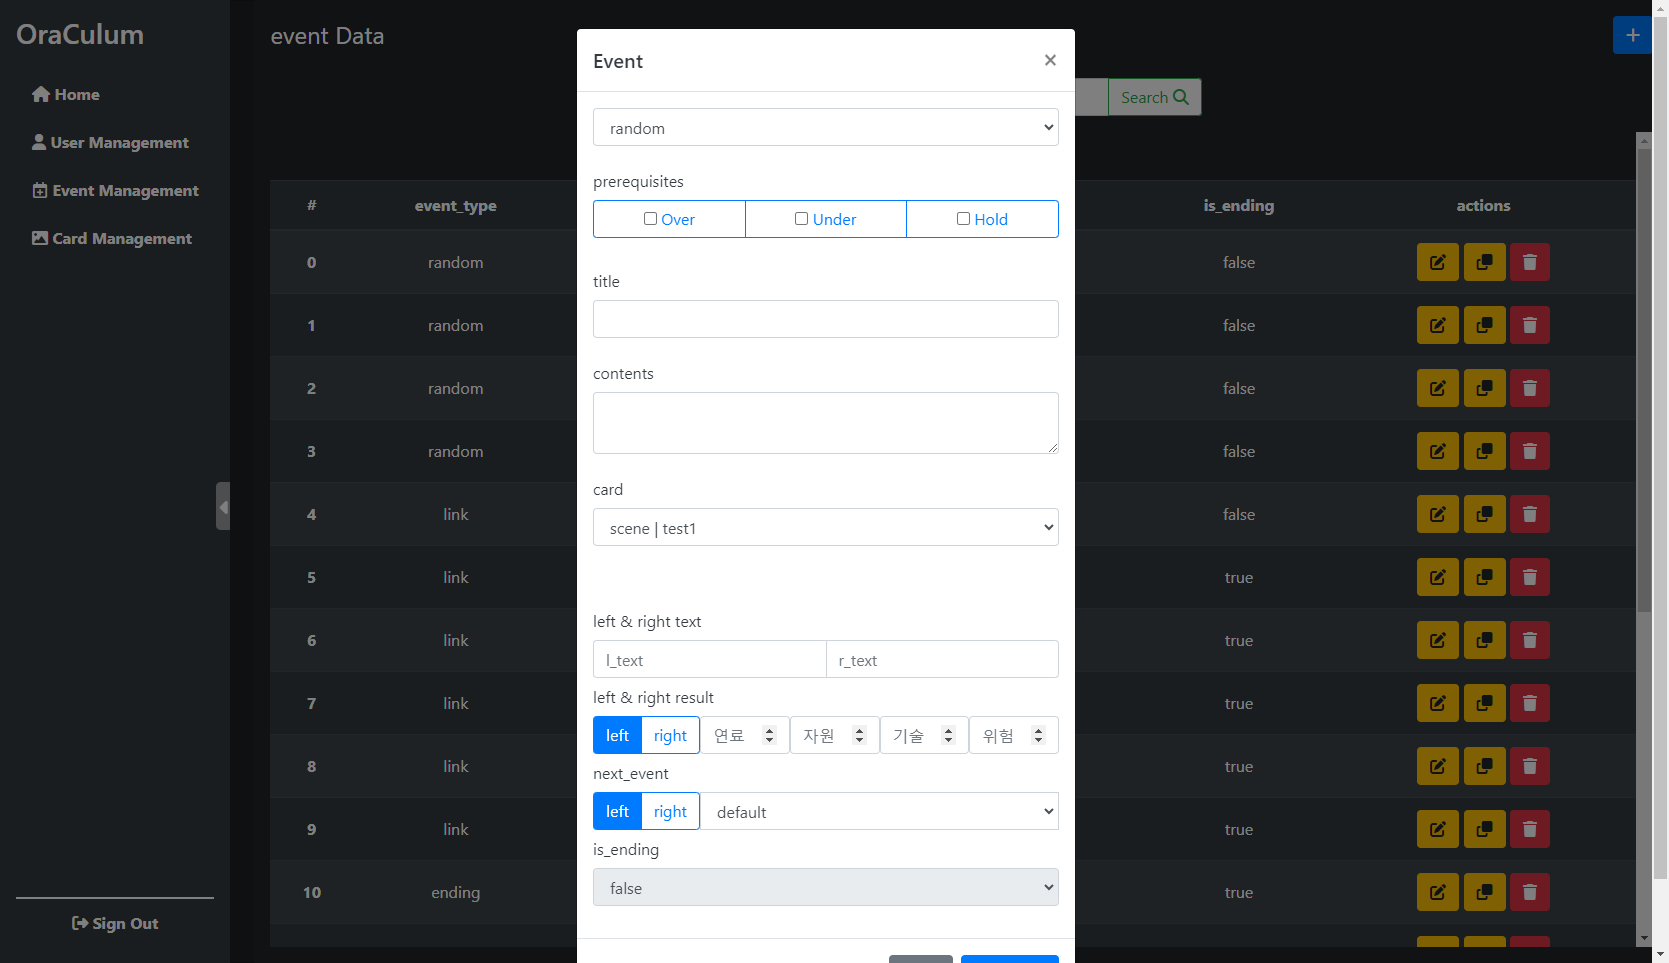 OraCulum
Home
User Management
Event Management
Card Management
Sign Out
event Data
+
Search
# event_type is_ending actions
0 random false
1 random false
2 random false
3 random false
4 link false
5 link true
6 link true
7 link true
8 link true
9 link true
10 ending true
Event ×
random
prerequisites
Over Under Hold
title
contents
card
scene | test1
left & right text
l_text r_text
left & right result
left right 연료 자원 기술 위험
next_event
left right default
is_ending
false